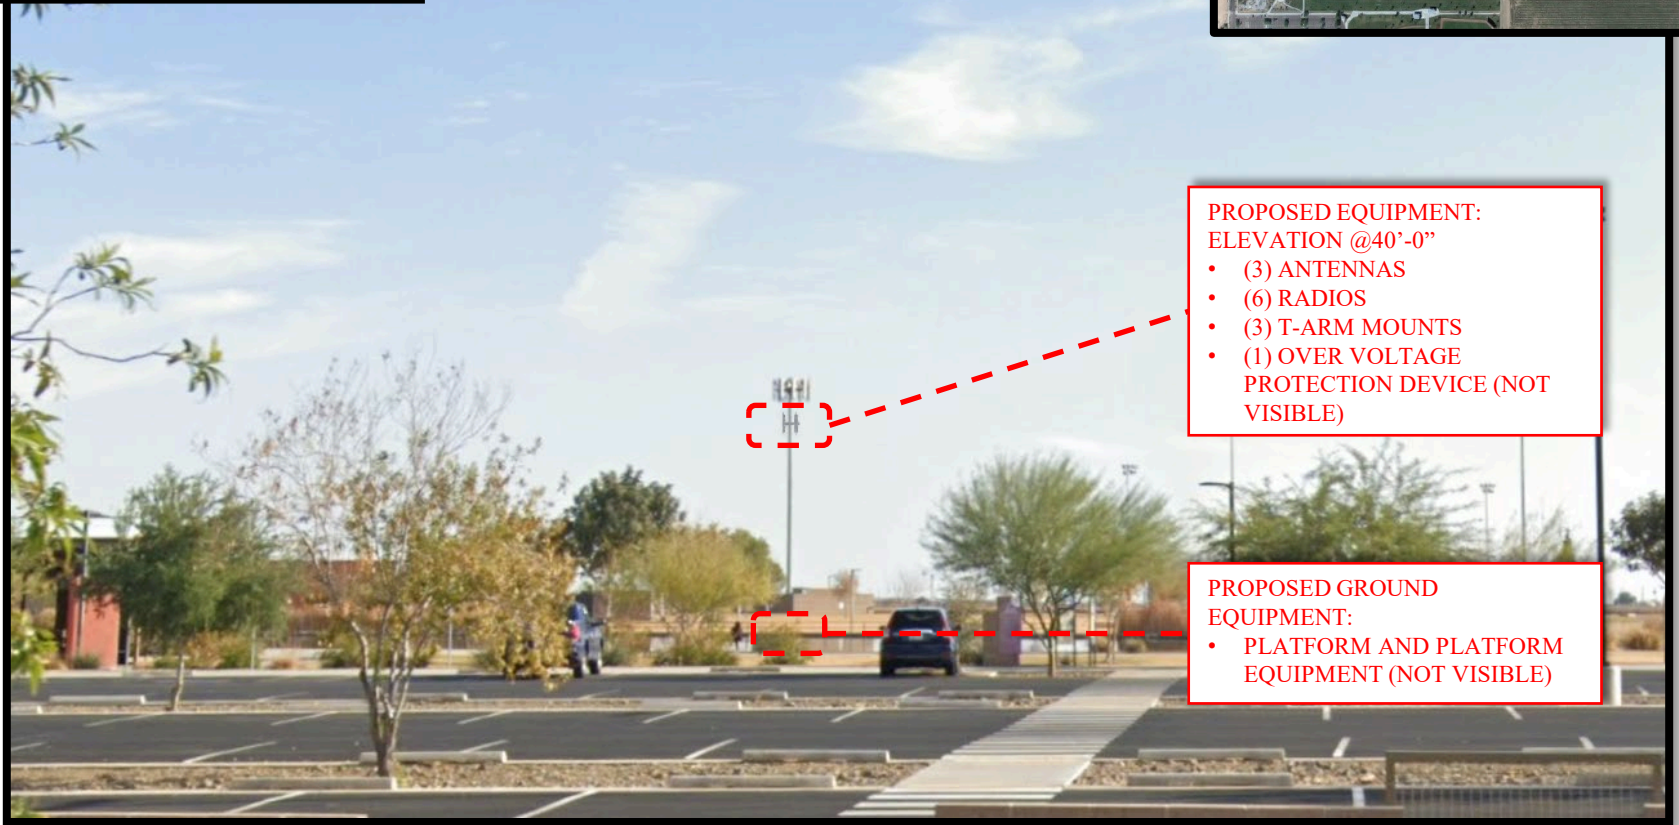 PROPOSED EQUIPMENT:
ELEVATION @40’-0”
• (3) ANTENNAS
• (6) RADIOS
• (3) T-ARM MOUNTS
• (1) OVER VOLTAGE
PROTECTION DEVICE (NOT
VISIBLE)
PROPOSED GROUND
EQUIPMENT:
• PLATFORM AND PLATFORM
EQUIPMENT (NOT VISIBLE)